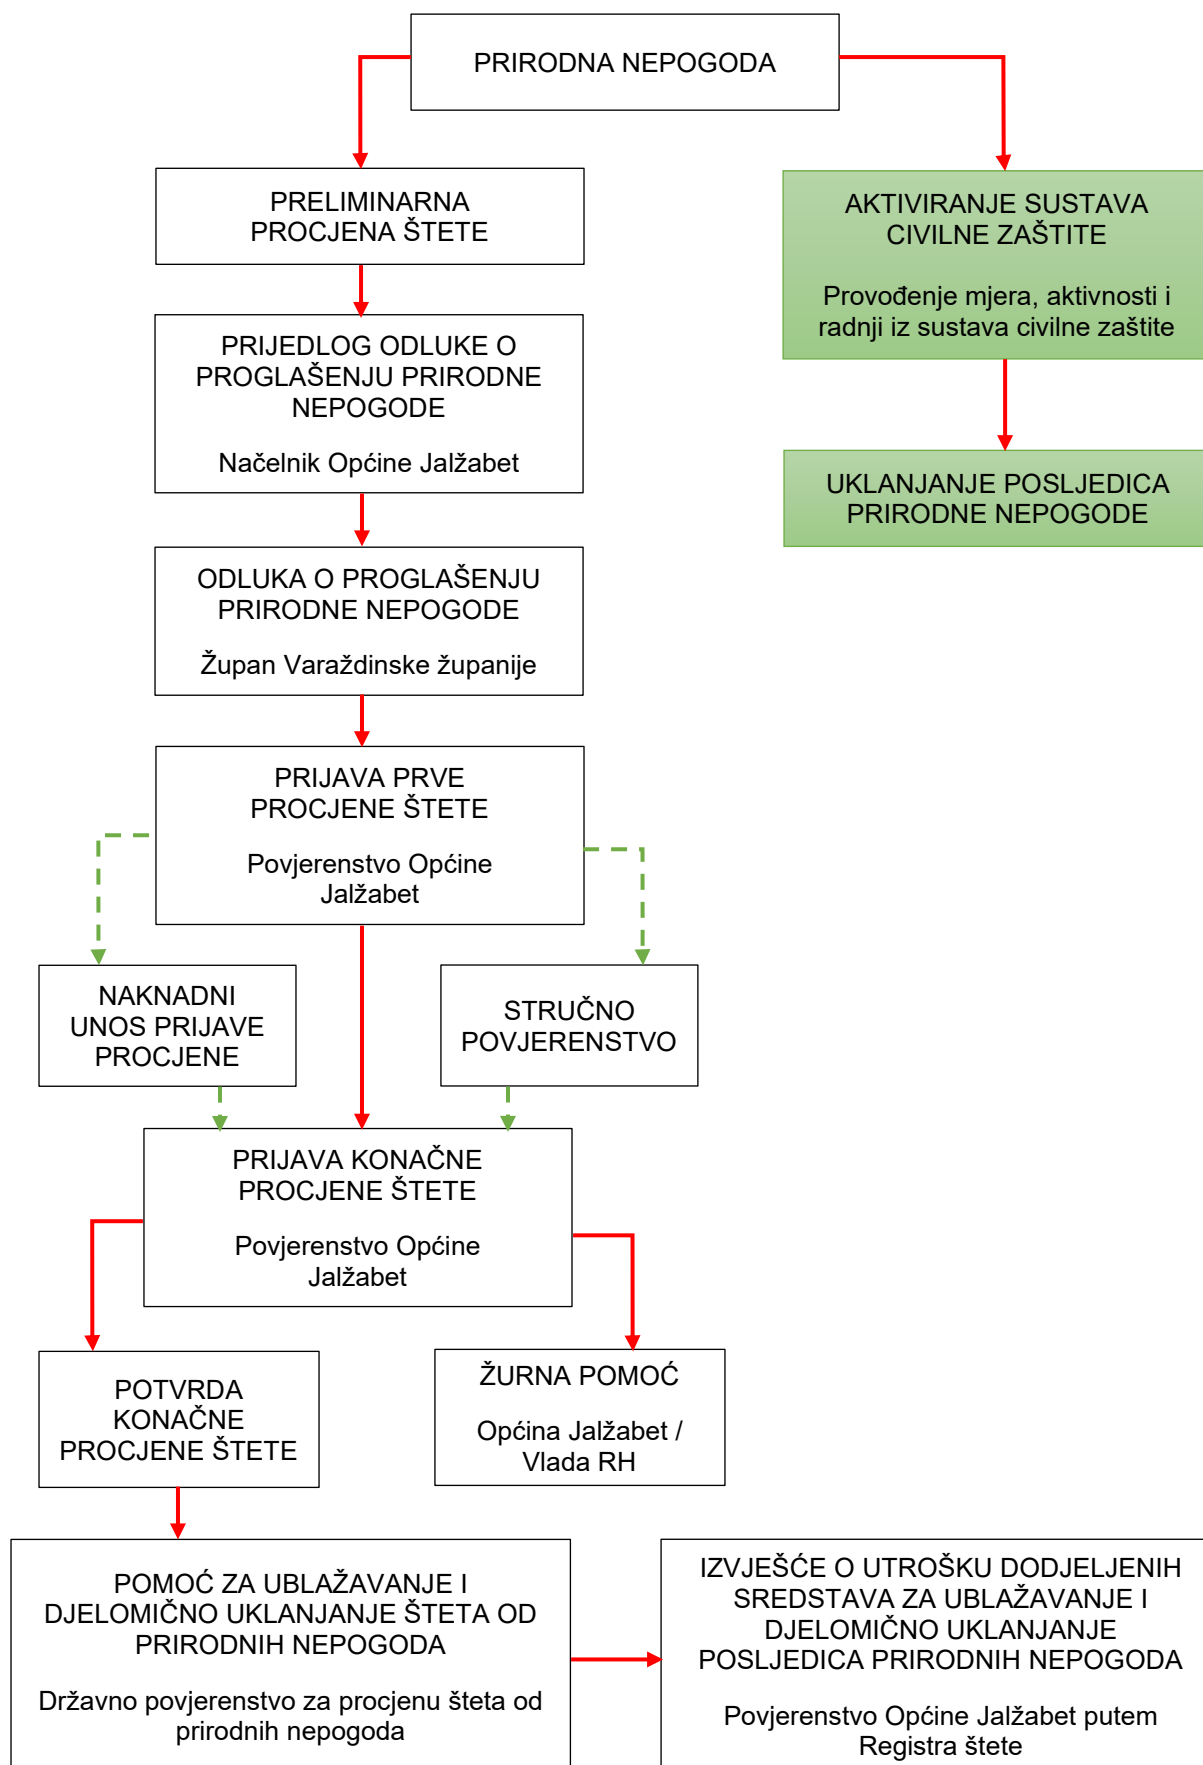 PRIRODNA NEPOGODA
PRELIMINARNA
PROCJENA ŠTETE
AKTIVIRANJE SUSTAVA
CIVILNE ZAŠTITE
Provođenje mjera, aktivnosti i
radnji iz sustava civilne zaštite
PRIJEDLOG ODLUKE O
PROGLAŠENJU PRIRODNE
NEPOGODE
Načelnik Općine Jalžabet
UKLANJANJE POSLJEDICA
PRIRODNE NEPOGODE
ODLUKA O PROGLAŠENJU
PRIRODNE NEPOGODE
Župan Varaždinske županije
PRIJAVA PRVE
PROCJENE ŠTETE
Povjerenstvo Općine
Jalžabet
NAKNADNI
UNOS PRIJAVE
PROCJENE
STRUČNO
POVJERENSTVO
PRIJAVA KONAČNE
PROCJENE ŠTETE
Povjerenstvo Općine
Jalžabet
POTVRDA
KONAČNE
PROCJENE ŠTETE
ŽURNA POMOĆ
Općina Jalžabet /
Vlada RH
POMOĆ ZA UBLAŽAVANJE I
DJELOMIČNO UKLANJANJE ŠTETA OD
PRIRODNIH NEPOGODA
Državno povjerenstvo za procjenu šteta od
prirodnih nepogoda
IZVJEŠĆE O UTROŠKU DODJELJENIH
SREDSTAVA ZA UBLAŽAVANJE I
DJELOMIČNO UKLANJANJE
POSLJEDICA PRIRODNIH NEPOGODA
Povjerenstvo Općine Jalžabet putem
Registra štete